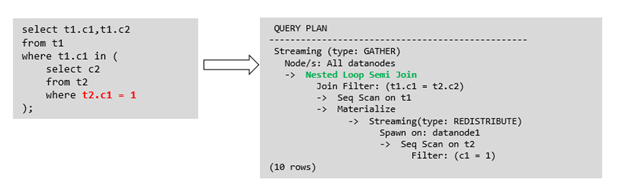 select t1.c1,t1.c2
from t1
where t1.c1 in (
select c2
from t2
where t2.c1 = 1
);
QUERY PLAN
-----------------------------------------------------
Streaming (type: GATHER)
Node/s: All datanodes
-> Nested Loop Semi Join
Join Filter: (t1.c1 = t2.c2)
-> Seq Scan on t1
-> Materialize
-> Streaming(type: REDISTRIBUTE)
Spawn on: datanode1
-> Seq Scan on t2
Filter: (c1 = 1)
(10 rows)